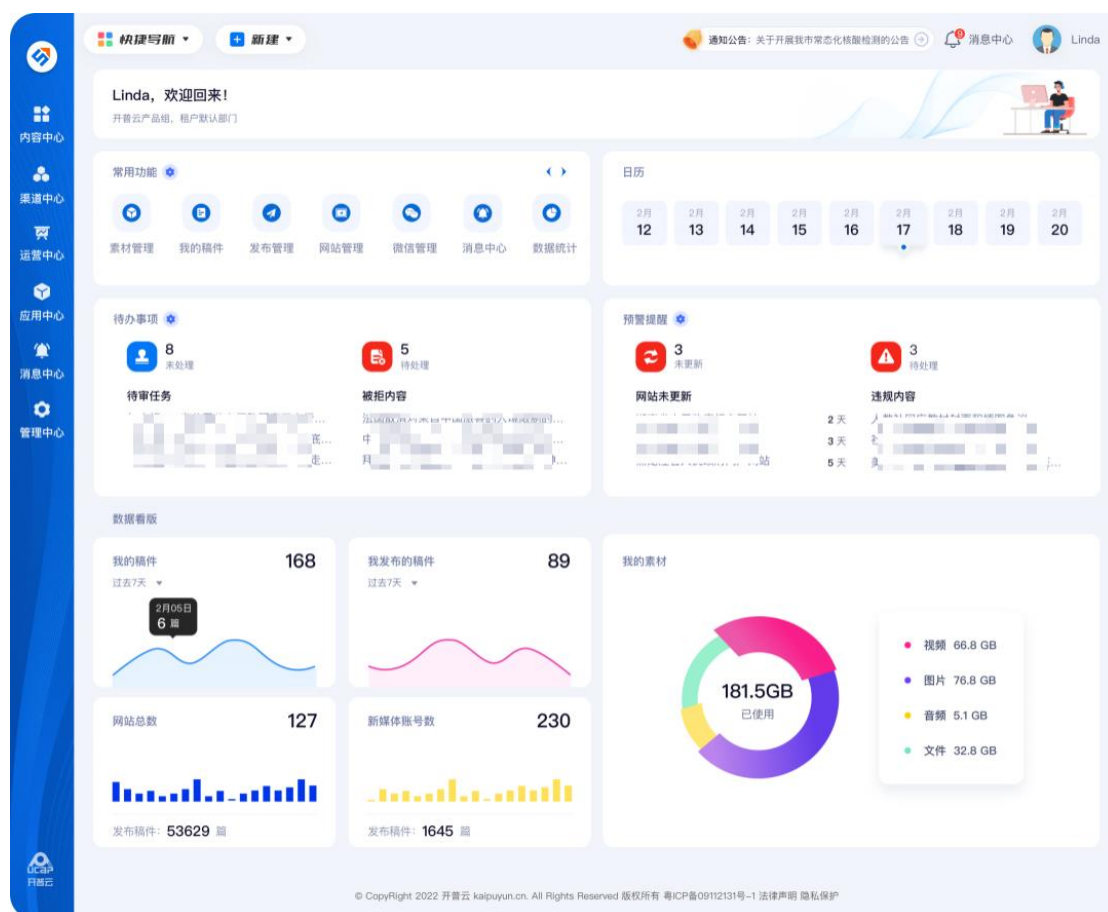 快捷导航
新建
通知公告：关于开展我市常态化核酸检测的公告
9
消息中心
Linda
内容中心
渠道中心
运营中心
应用中心
消息中心
管理中心
ucap
开普云
Linda，欢迎回来！
开普云产品组，租户默认部门
常用功能
素材管理 我的稿件 发布管理 网站管理 微信管理 消息中心 数据统计
日历
2月 2月 2月 2月 2月 2月 2月 2月 2月
12 13 14 15 16 17 18 19 20
待办事项
8
未处理
待审任务
5
待处理
被拒内容
预警提醒
3
未更新
网站未更新
2 天
3 天
5 天
3
待处理
违规内容
数据看版
我的稿件 168
过去7天
2月05日
6 篇
我发布的稿件 89
过去7天
网站总数 127
发布稿件：53629 篇
新媒体账号数 230
发布稿件：1645 篇
我的素材
181.5GB
已使用
视频 66.8 GB
图片 76.8 GB
音频 5.1 GB
文件 32.8 GB
© CopyRight 2022 开普云 kaipuyun.cn. All Rights Reserved 版权所有 粤ICP备09112131号-1 法律声明 隐私保护